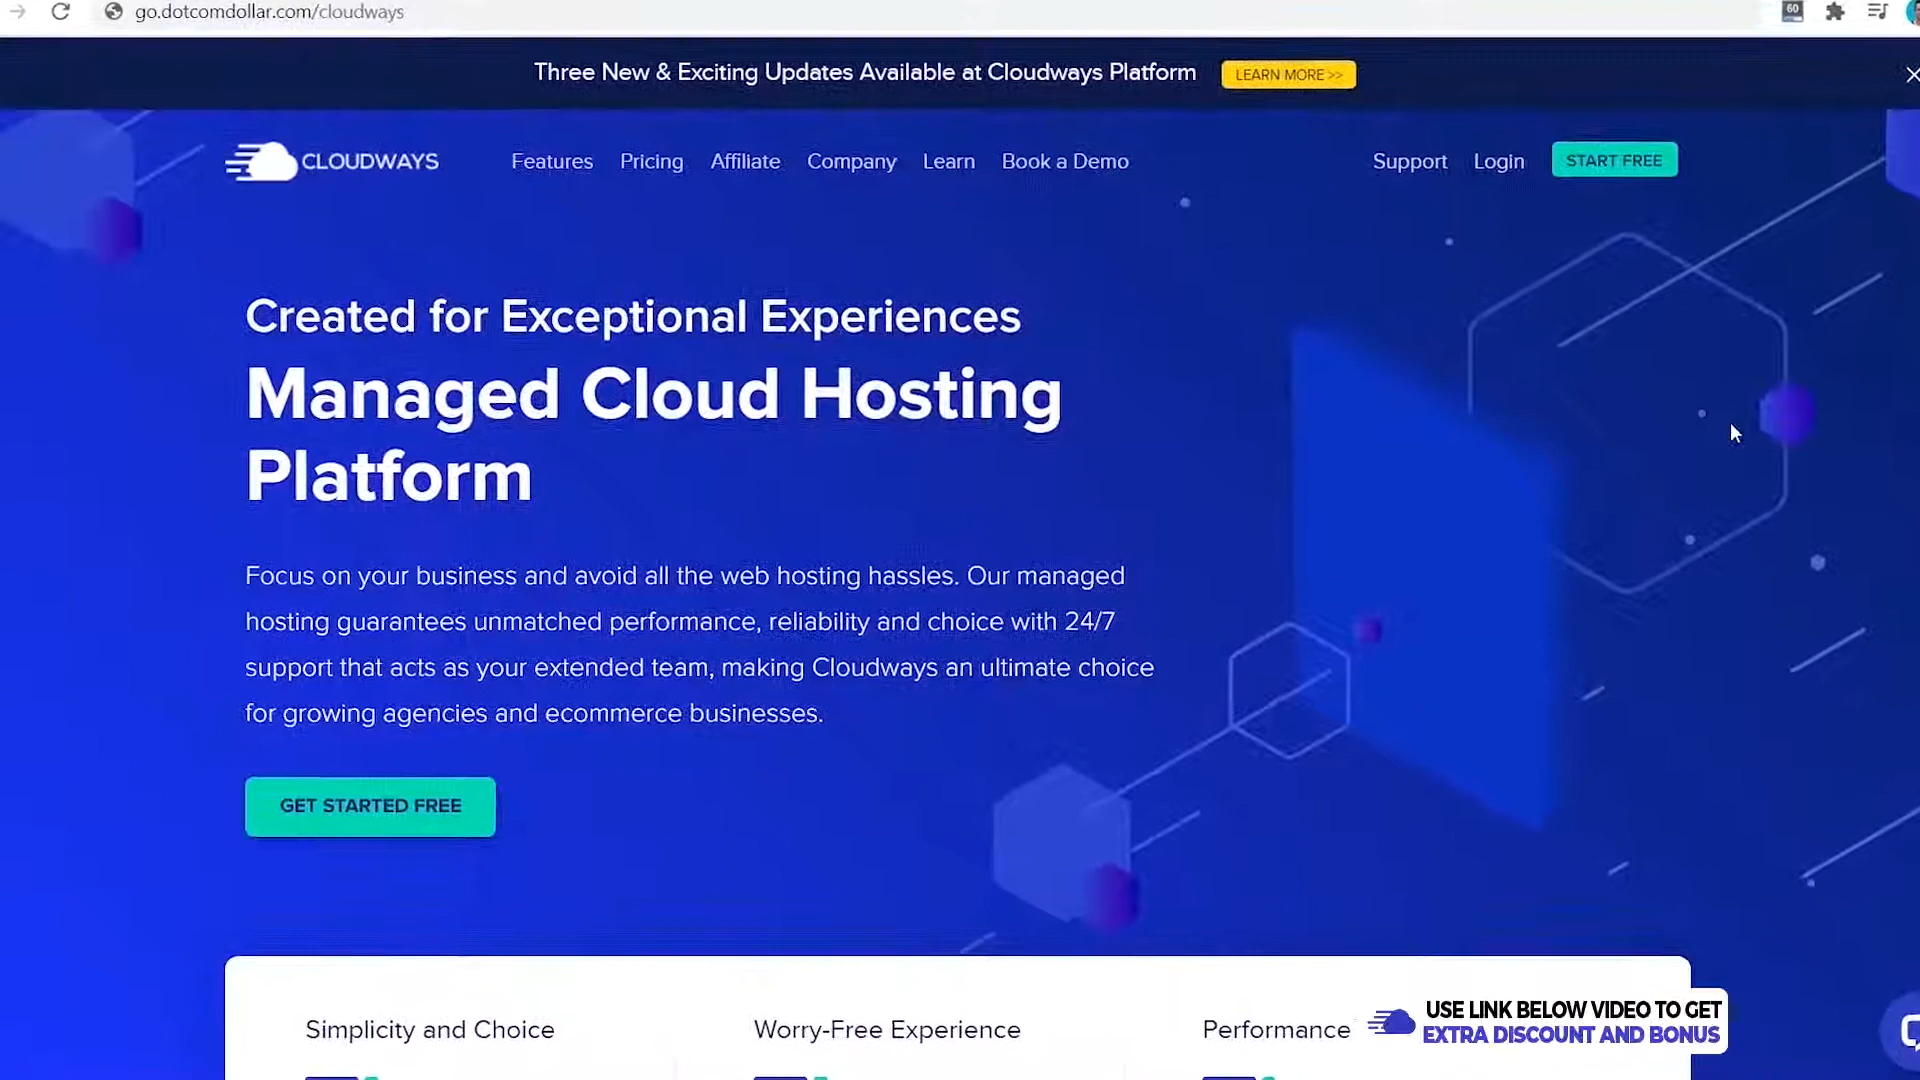 go.dotcomdollar.com/cloudways
60
Three New & Exciting Updates Available at Cloudways Platform
LEARN MORE >>
CLOUDWAYS
Features
Pricing
Affiliate
Company
Learn
Book a Demo
Support
Login
START FREE
Created for Exceptional Experiences
Managed Cloud Hosting
Platform
Focus on your business and avoid all the web hosting hassles. Our managed
hosting guarantees unmatched performance, reliability and choice with 24/7
support that acts as your extended team, making Cloudways an ultimate choice
for growing agencies and ecommerce businesses.
GET STARTED FREE
Simplicity and Choice
Worry-Free Experience
Performance
USE LINK BELOW VIDEO TO GET
EXTRA DISCOUNT AND BONUS